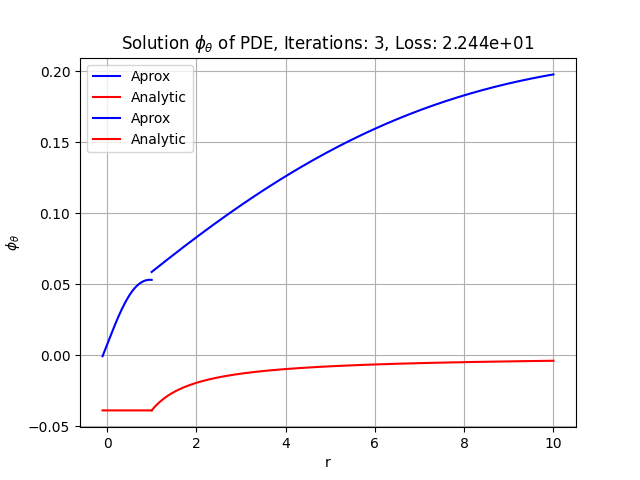 Solution $\phi_\theta$ of PDE, Iterations: 3, Loss: 2.244e+01
Aprox
Analytic
Aprox
Analytic
0.20
0.15
0.10
0.05
0.00
−0.05
$\phi_\theta$
0 2 4 6 8 10
r